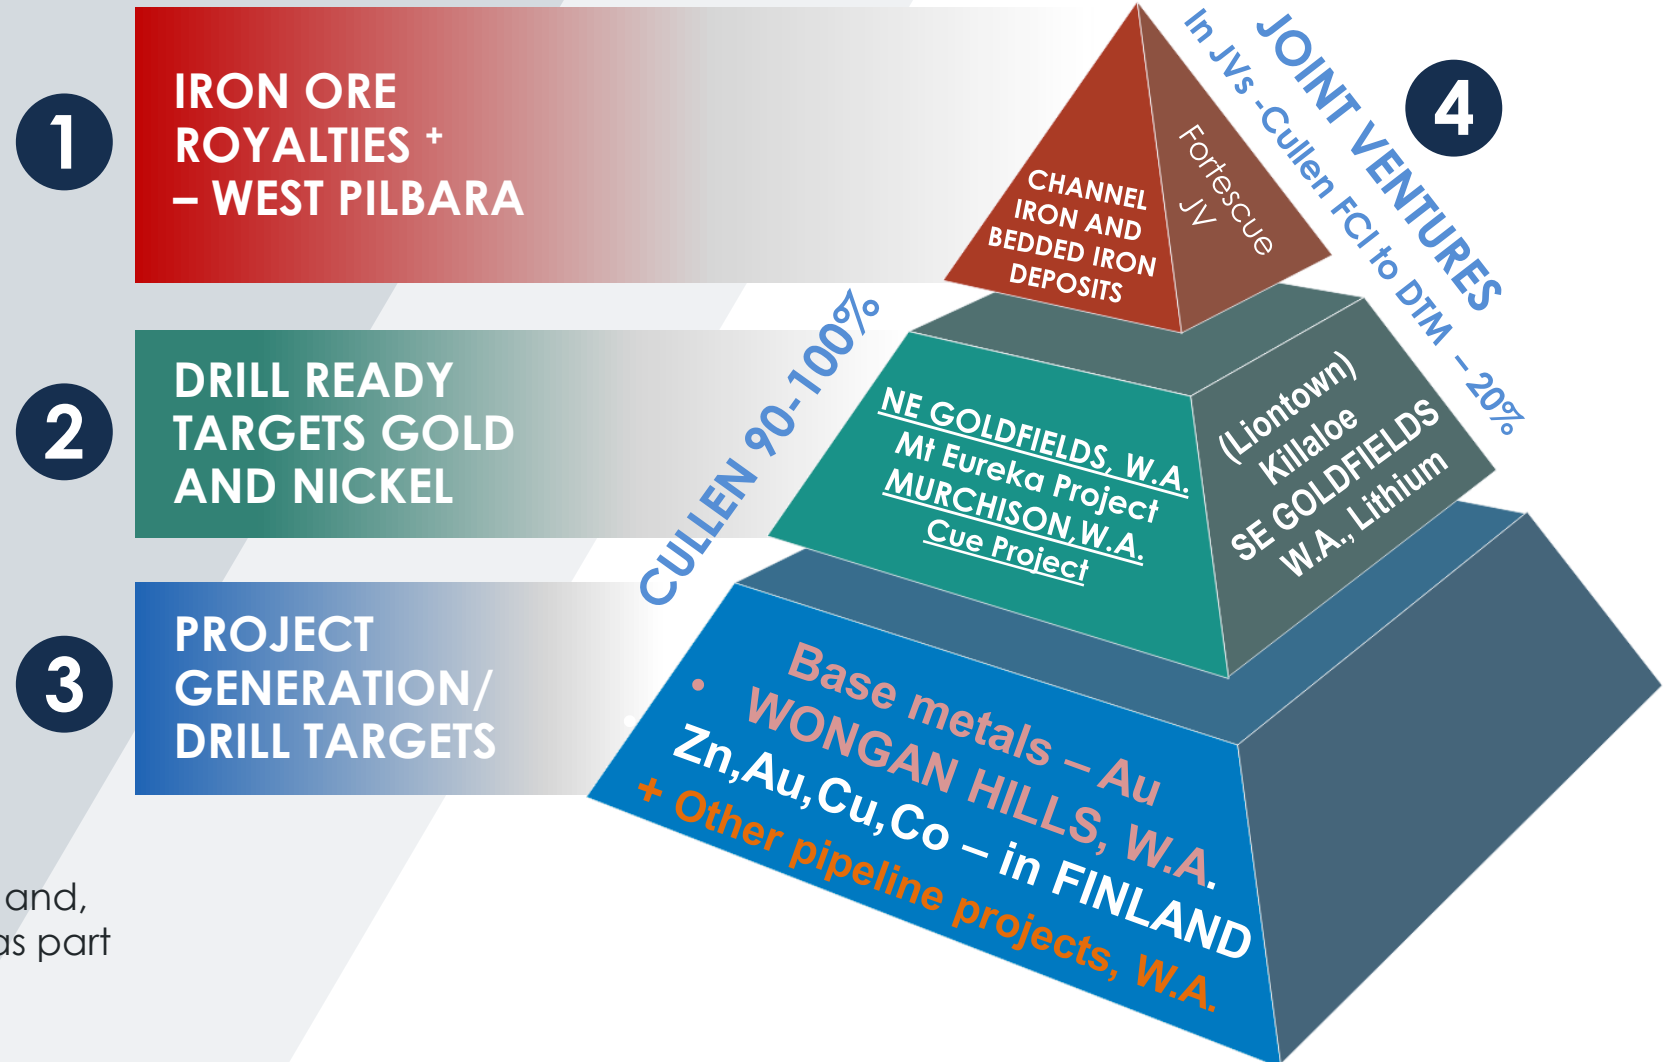 1
IRON ORE
ROYALTIES +
– WEST PILBARA
2
DRILL READY
TARGETS GOLD
AND NICKEL
3
PROJECT
GENERATION/
DRILL TARGETS
and,
as part
CULLEN 90-100%
CHANNEL
IRON AND
BEDDED IRON
DEPOSITS
Fortescue
JV
NE GOLDFIELDS, W.A.
Mt Eureka Project
MURCHISON,W.A.
Cue Project
(Liontown)
Killaloe
SE GOLDFIELDS
W.A., Lithium
• Base metals – Au
WONGAN HILLS, W.A.
Zn,Au,Cu,Co – in FINLAND
+ Other pipeline projects, W.A.
4
JOINT VENTURES
In JVs -Cullen FCI to DTM – 20%